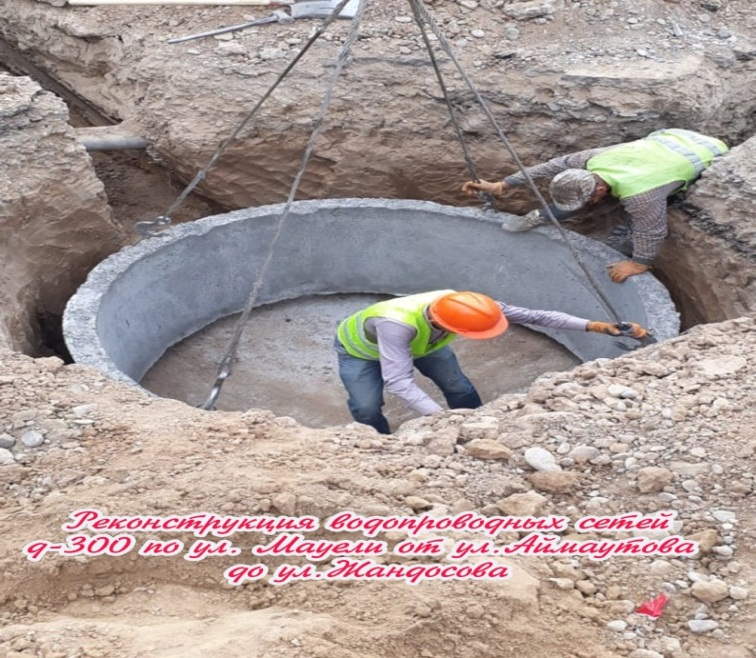 Реконструкция водопроводных сетей
д-300 по ул. Мауели от ул.Аймаутова
до ул.Жандосова